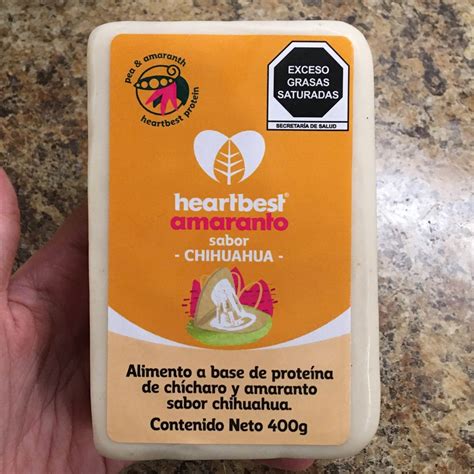 pea & amaranth
heartbest protein
EXCESO
GRASAS
SATURADAS
SECRETARÍA DE SALUD
heartbest®
amaranto
sabor
- CHIHUAHUA -
Alimento a base de proteína
de chícharo y amaranto
sabor chihuahua.
Contenido Neto 400g